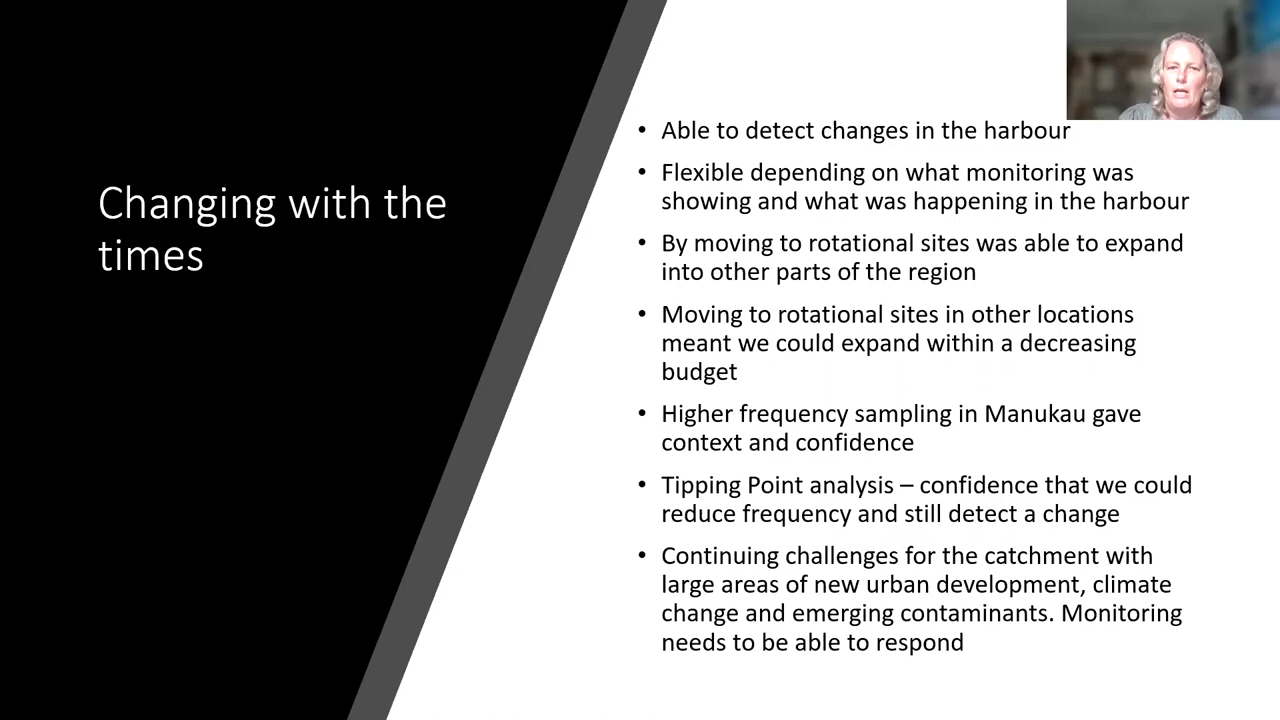 Changing with the
times
• Able to detect changes in the harbour
• Flexible depending on what monitoring was
showing and what was happening in the harbour
• By moving to rotational sites was able to expand
into other parts of the region
• Moving to rotational sites in other locations
meant we could expand within a decreasing
budget
• Higher frequency sampling in Manukau gave
context and confidence
• Tipping Point analysis – confidence that we could
reduce frequency and still detect a change
• Continuing challenges for the catchment with
large areas of new urban development, climate
change and emerging contaminants. Monitoring
needs to be able to respond